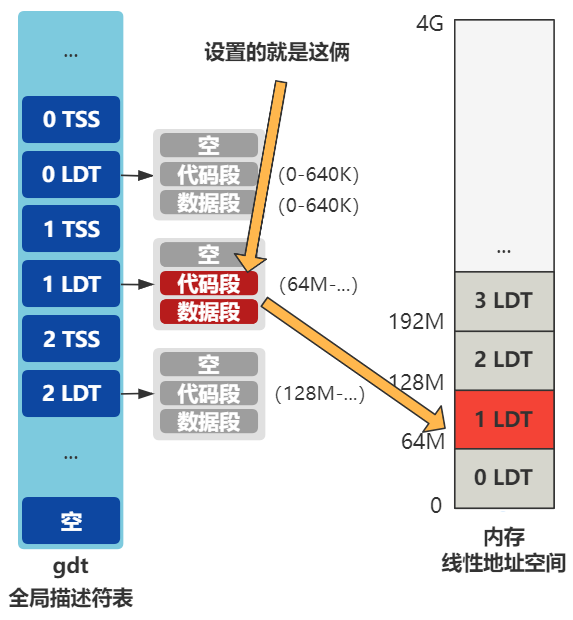 ...
0 TSS
0 LDT
1 TSS
1 LDT
2 TSS
2 LDT
...
空
gdt
全局描述符表
设置的就是这俩
空
代码段
数据段
(0-640K)
(0-640K)
空
代码段
数据段
(64M-...)
空
代码段
数据段
(128M-...)
4G
...
3 LDT
192M
2 LDT
128M
1 LDT
64M
0 LDT
0
内存
线性地址空间